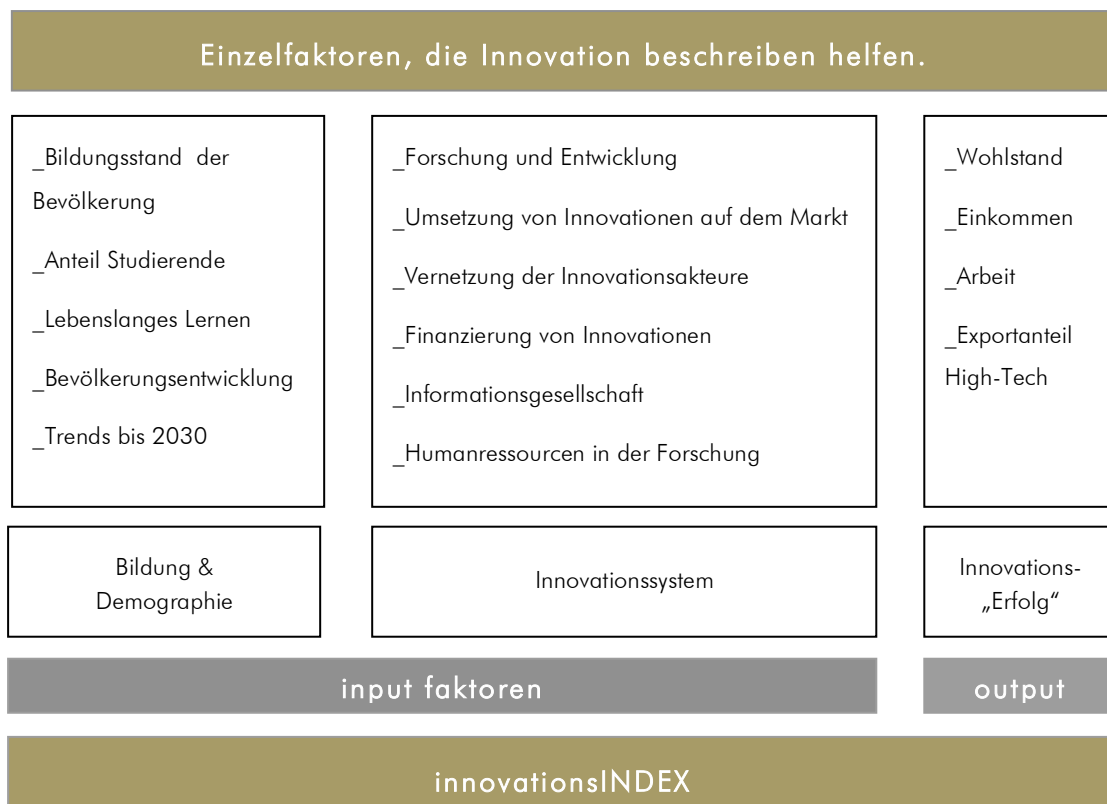 Einzelfaktoren, die Innovation beschreiben helfen.
_Bildungsstand der
Bevölkerung
_Anteil Studierende
_Lebenslanges Lernen
_Bevölkerungsentwicklung
_Trends bis 2030
_Forschung und Entwicklung
_Umsetzung von Innovationen auf dem Markt
_Vernetzung der Innovationsakteure
_Finanzierung von Innovationen
_Informationsgesellschaft
_Humanressourcen in der Forschung
_Wohlstand
_Einkommen
_Arbeit
_Exportanteil
High-Tech
Bildung &
Demographie
Innovationssystem
Innovations-
„Erfolg“
input faktoren
output
innovationsINDEX